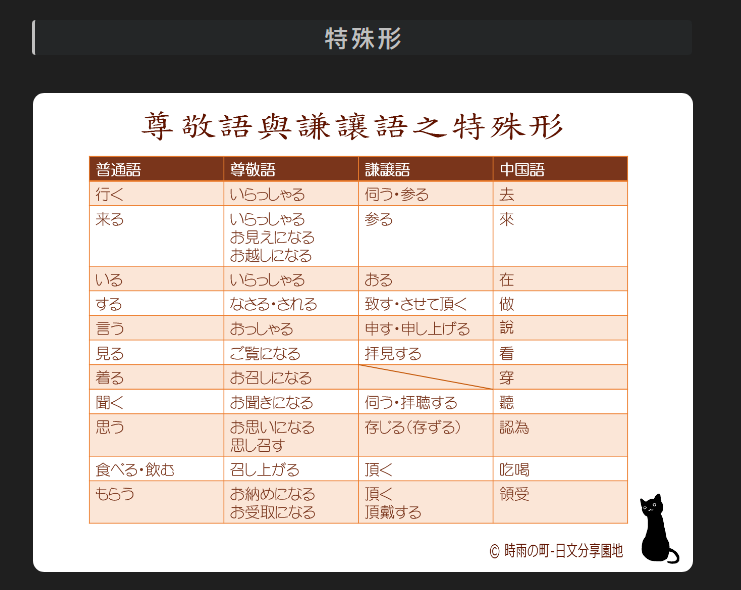 特殊形
尊敬語與謙讓語之特殊形
普通語 尊敬語 謙譲語 中国語
行く いらっしゃる 伺う・参る 去
来る いらっしゃる 参る 來
お見えになる
お越しになる
いる いらっしゃる おる 在
する なさる・される 致す・させて頂く 做
言う おっしゃる 申す・申し上げる 說
見る ご覧になる 拝見する 看
着る お召しになる 穿
聞く お聞きになる 伺う・拝聴する 聽
思う お思いになる 存じる(存ずる) 認為
思し召す
食べる・飲む 召し上がる 頂く 吃喝
もらう お納めになる 頂く 領受
お受取になる 頂戴する
© 時雨の町-日文分享園地